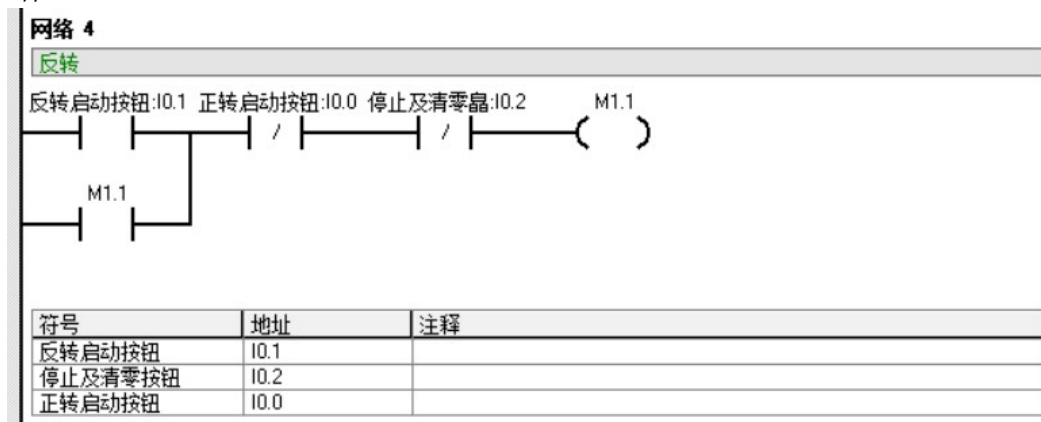 网络 4
反转
反转启动按钮:I0.1 正转启动按钮:I0.0 停止及清零晶:I0.2 M1.1
M1.1
符号 地址 注释
反转启动按钮 I0.1
停止及清零按钮 I0.2
正转启动按钮 I0.0